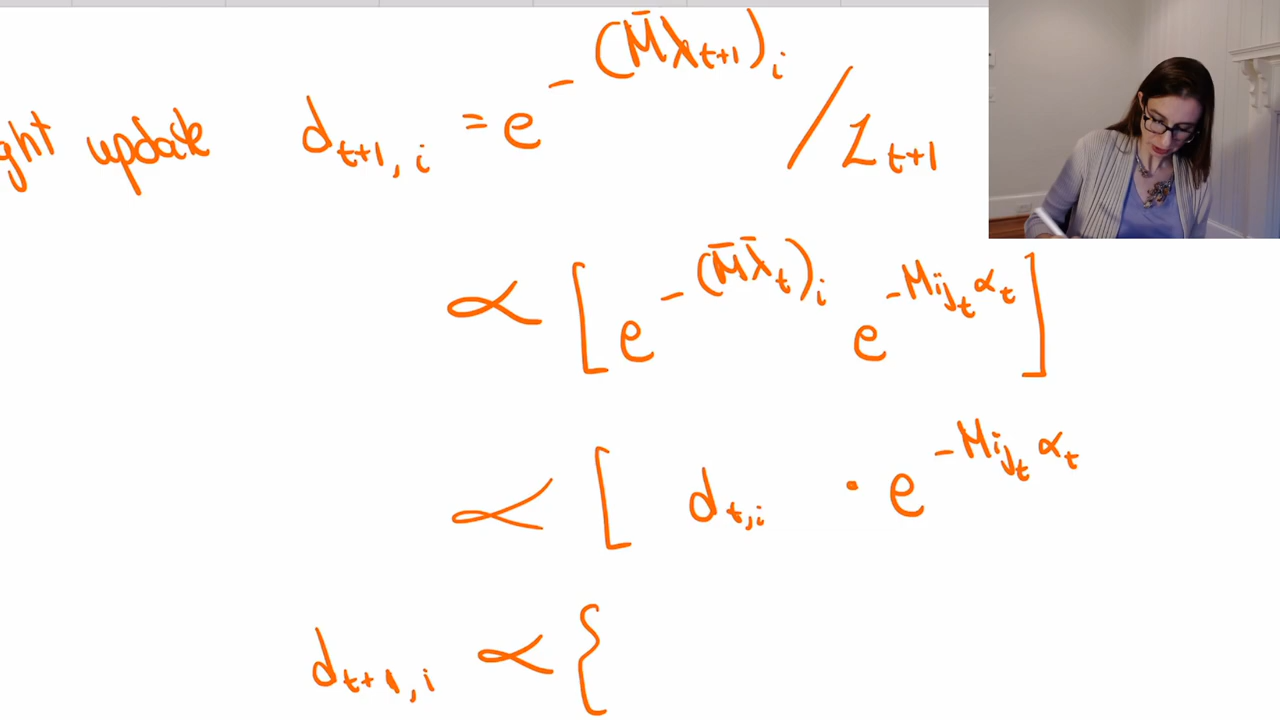 ght update d_{t+1,i} = e^{-(M̄λ_{t+1})_i} / Z_{t+1}
∝ [e^{-(M̄λ̄_t)_i} e^{-M_{ij_t}α_t}]
∝ [ d_{t,i} · e^{-M_{ij_t}α_t}
d_{t+1,i} ∝ {